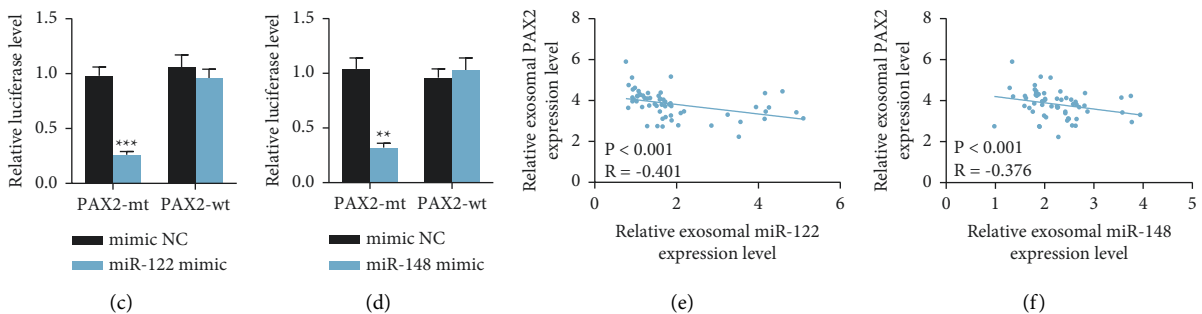 Relative luciferase level
1.5
1.0
0.5
0.0
***
PAX2-mt PAX2-wt
mimic NC
miR-122 mimic
(c)
Relative luciferase level
1.5
1.0
0.5
0.0
**
PAX2-mt PAX2-wt
mimic NC
miR-148 mimic
(d)
Relative exosomal PAX2
expression level
8
6
4
2
0
P < 0.001
R = -0.401
0 2 4 6
Relative exosomal miR-122
expression level
(e)
Relative exosomal PAX2
expression level
8
6
4
2
0
P < 0.001
R = -0.376
0 1 2 3 4 5
Relative exosomal miR-148
expression level
(f)